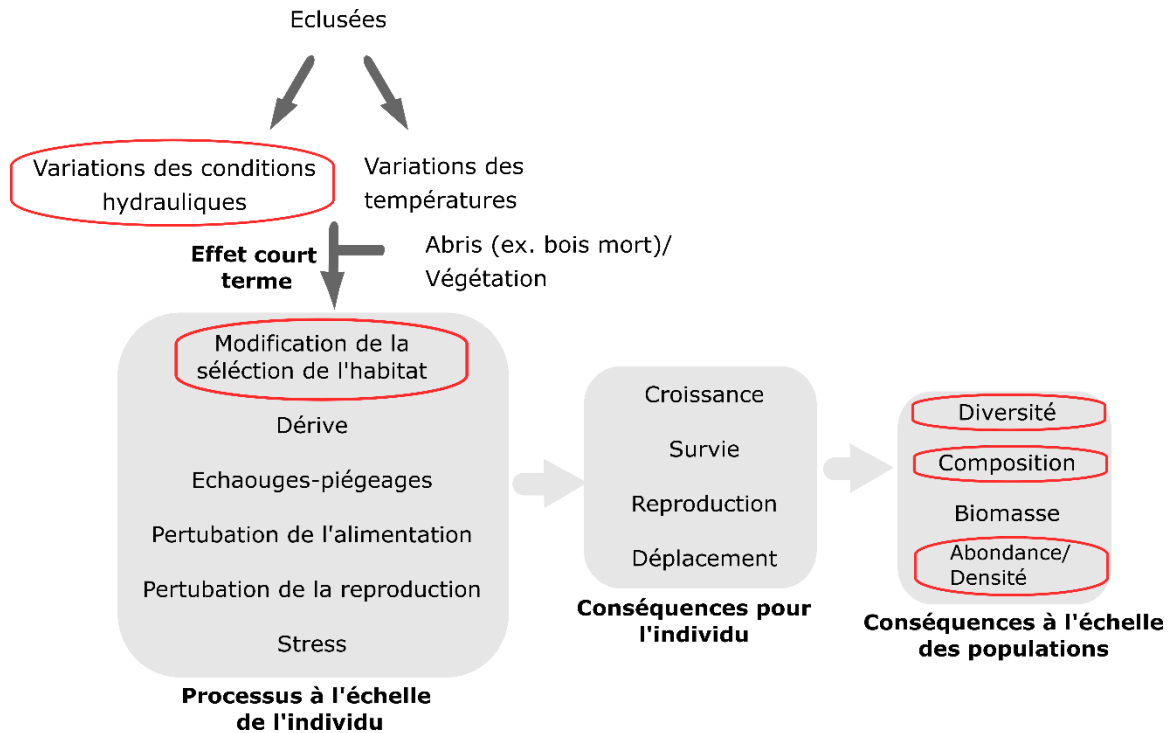 Eclusées
Variations des conditions
hydrauliques
Variations des
températures
Effet court
terme
Abris (ex. bois mort)/
Végétation
Modification de la
séléction de l'habitat
Dérive
Echaouges-piégeages
Pertubation de l'alimentation
Pertubation de la reproduction
Stress
Processus à l'échelle
de l'individu
Croissance
Survie
Reproduction
Déplacement
Conséquences pour
l'individu
Diversité
Composition
Biomasse
Abondance/
Densité
Conséquences à l'échelle
des populations